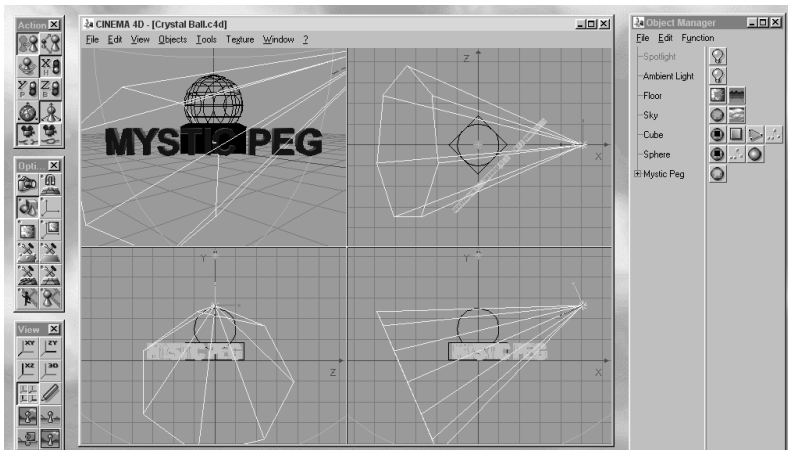 Action
X
H
Y
P
Z
B
Opti...
View
XY
ZY
XZ
3D
CINEMA 4D - [Crystal Ball.c4d]
File Edit View Objects Tools Texture Window ?
MYSTIC PEG
Z
X
Y
Z
MYSTIC PEG
Y
X
MYSTIC PEG
Object Manager
File Edit Function
Spotlight
Ambient Light
Floor
Sky
Cube
Sphere
Mystic Peg